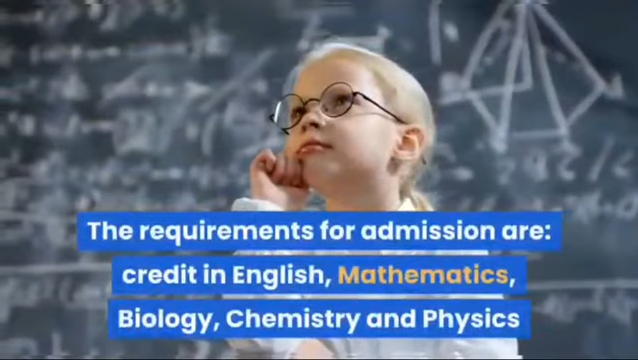 The requirements for admission are:
credit in English, Mathematics,
Biology, Chemistry and Physics